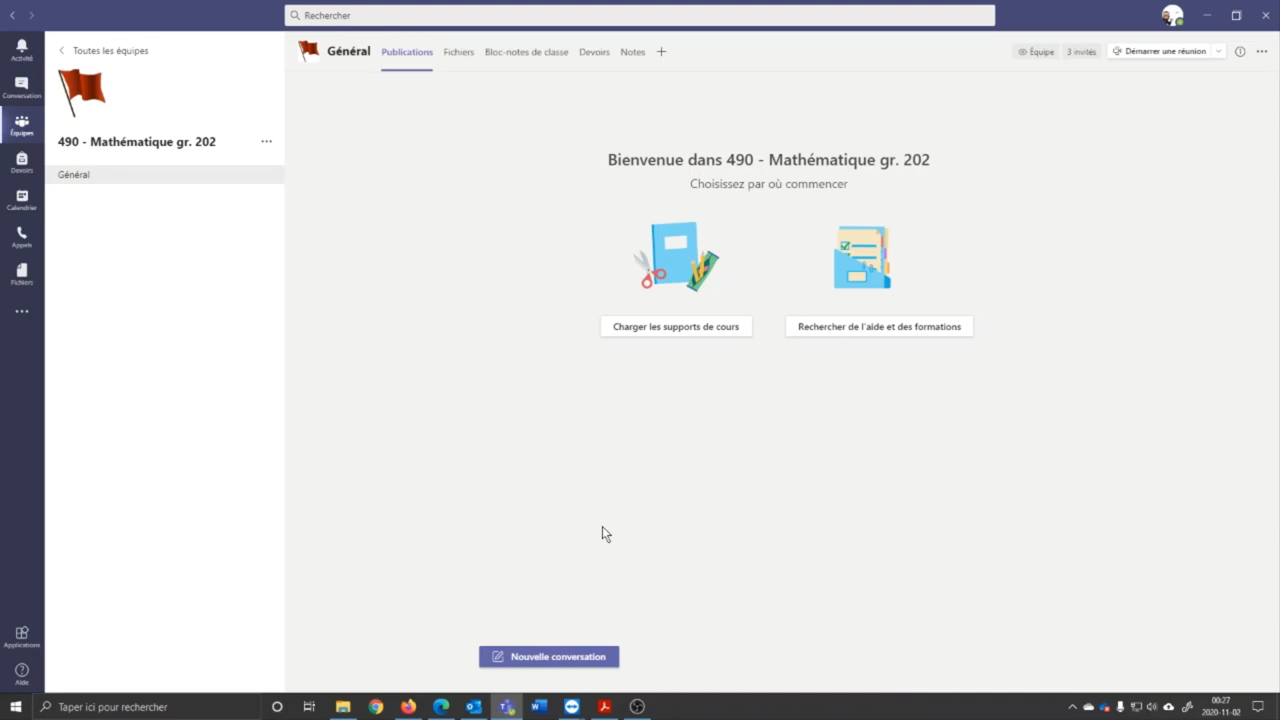 Rechercher
Activité
Conversation
Équipes
Devoirs
Calendrier
Appels
Fichiers
Applications
Aide
Toutes les équipes
490 - Mathématique gr. 202
Général
Général
Publications
Fichiers
Bloc-notes de classe
Devoirs
Notes
Équipe
3 invités
Démarrer une réunion
Bienvenue dans 490 - Mathématique gr. 202
Choisissez par où commencer
Charger les supports de cours
Rechercher de l'aide et des formations
Nouvelle conversation
Taper ici pour rechercher
00:27
2020-11-02